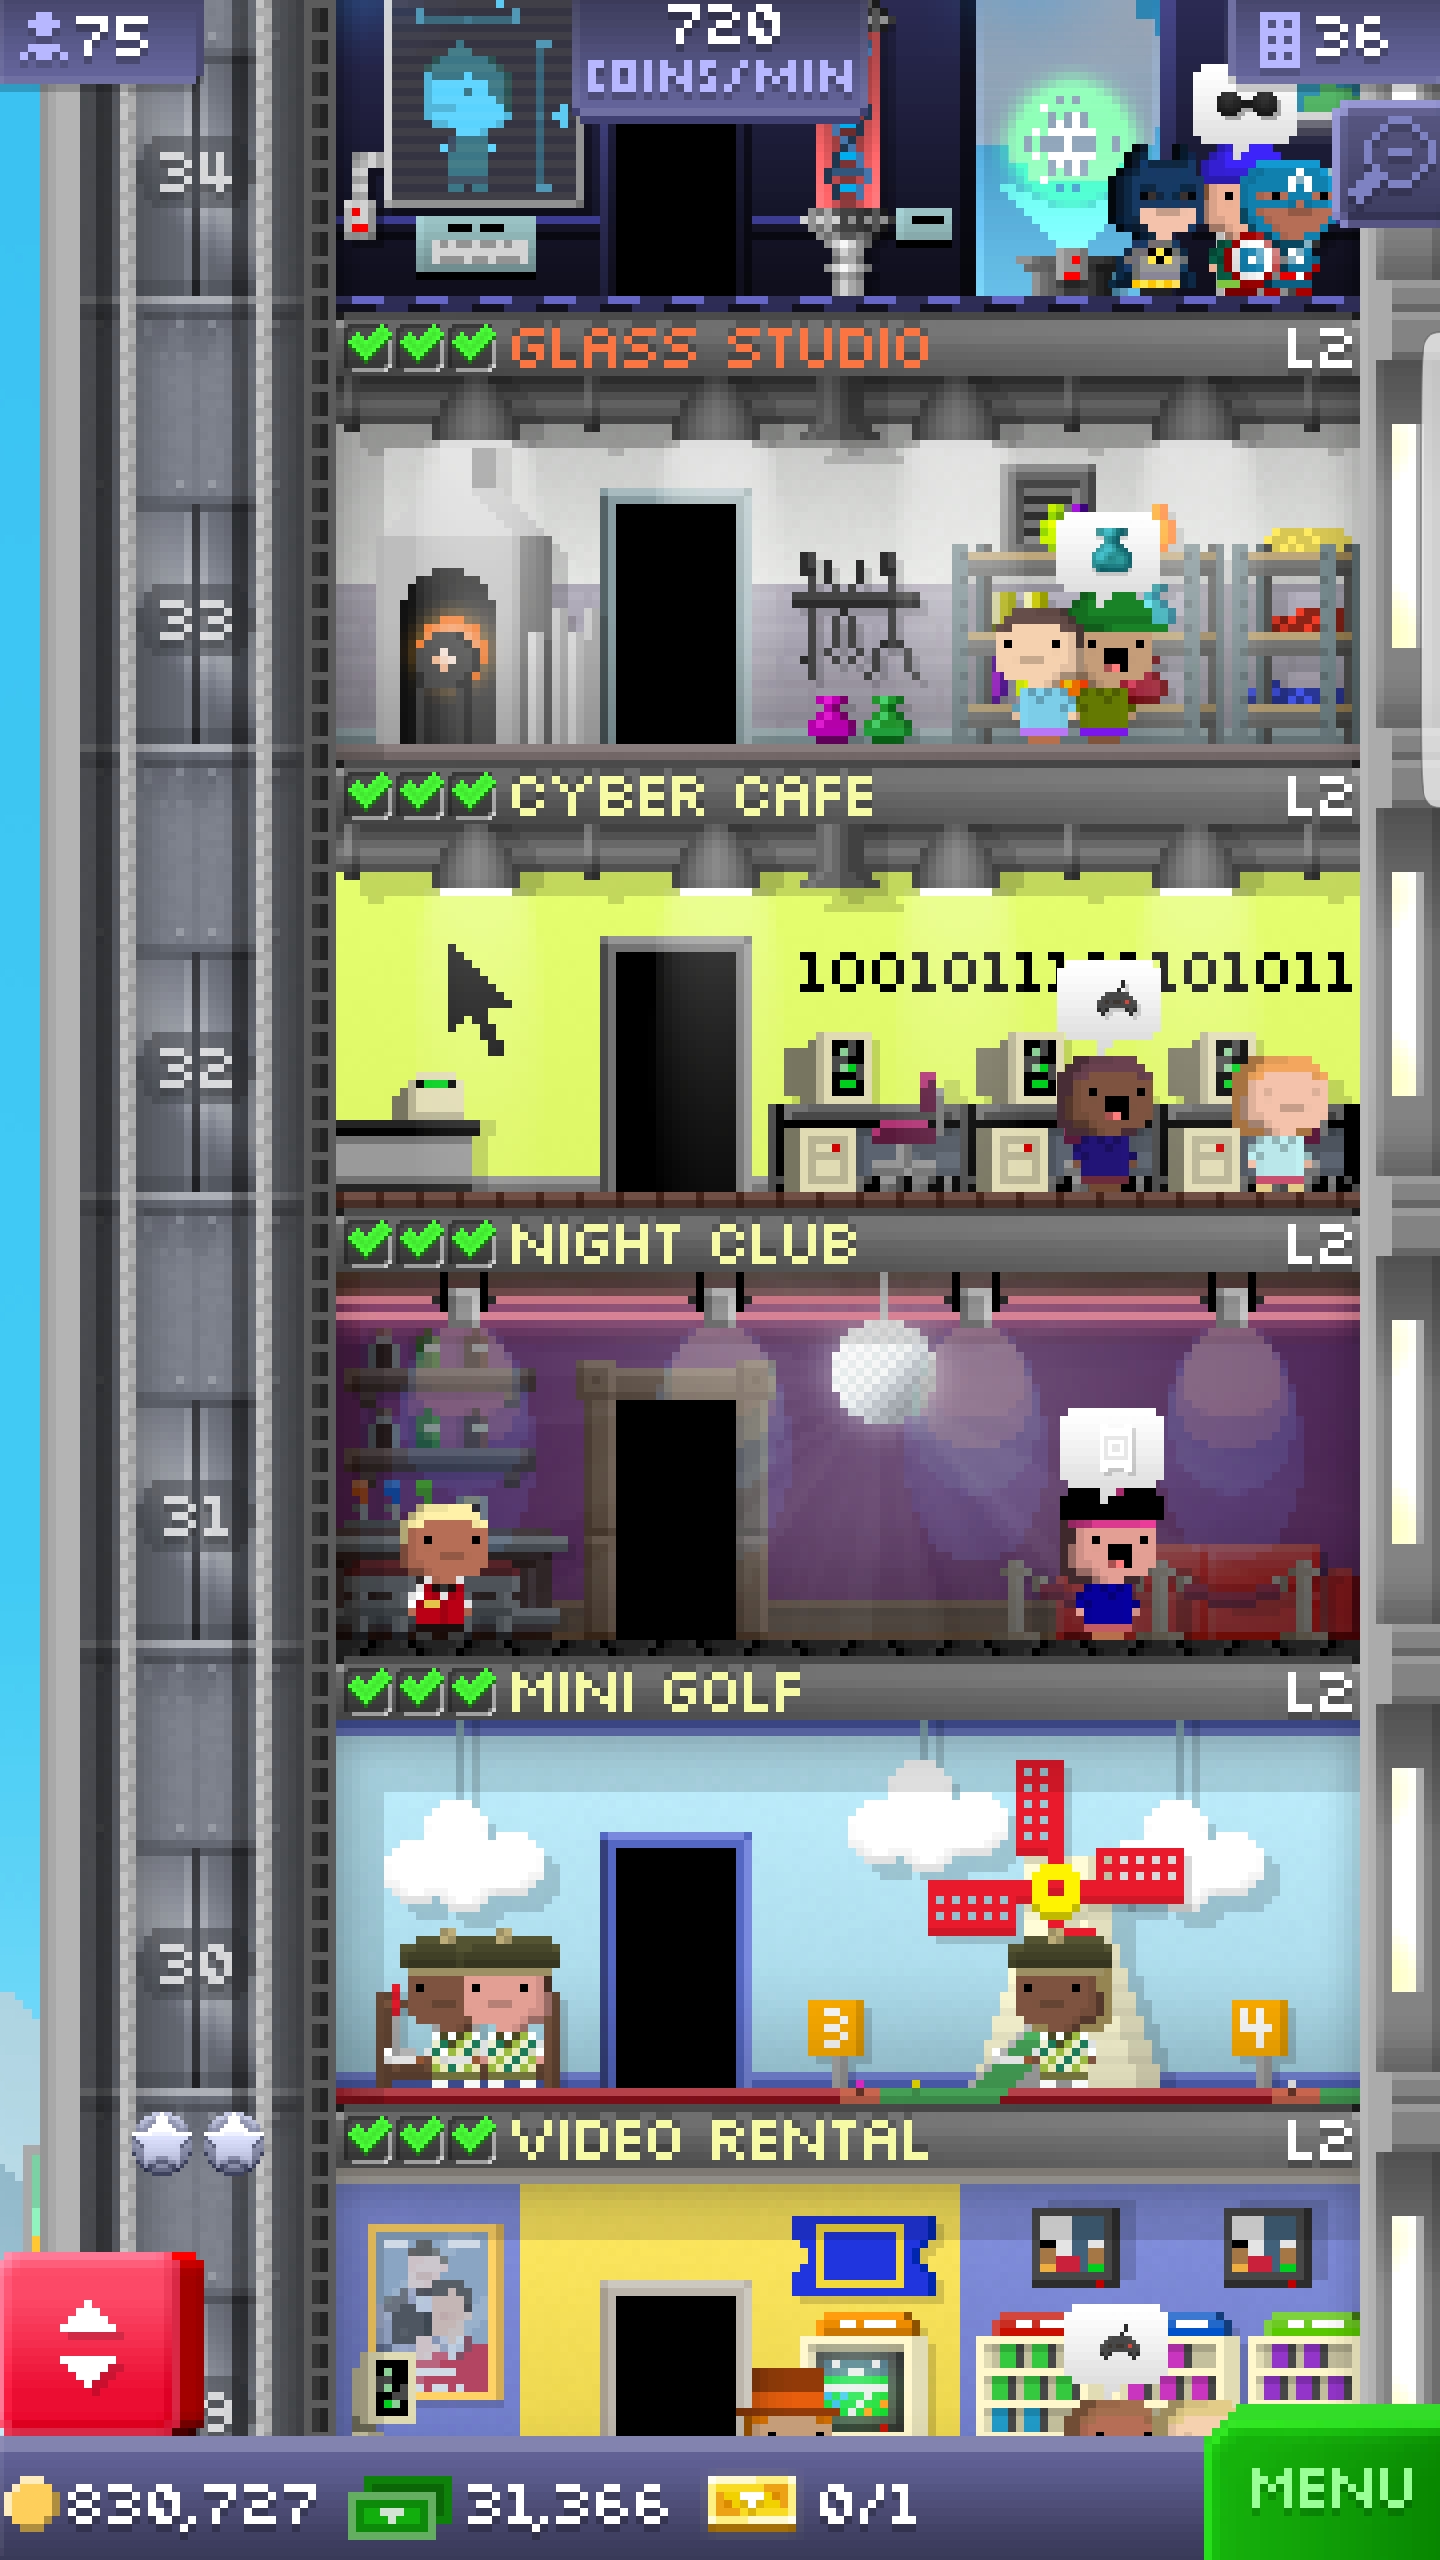 75
720
COINS/MIN
36
34
GLASS STUDIO L2
33
CYBER CAFE L2
32
NIGHT CLUB L2
31
MINI GOLF L2
30
3
4
VIDEO RENTAL L2
830,727
31,366
0/1
MENU